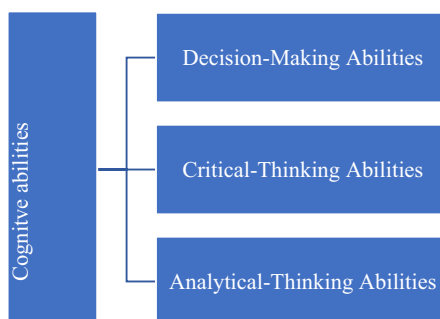 Cognitve abilities
Decision-Making Abilities
Critical-Thinking Abilities
Analytical-Thinking Abilities